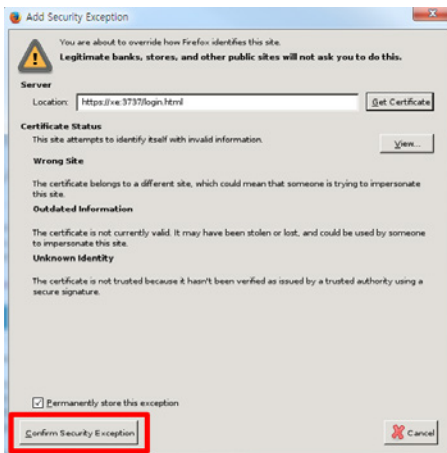 Add Security Exception
You are about to override how Firefox identifies this site.
Legitimate banks, stores, and other public sites will not ask you to do this.
Server
Location: https://xe:3737/login.html Get Certificate
Certificate Status
This site attempts to identify itself with invalid information. View...
Wrong Site
The certificate belongs to a different site, which could mean that someone is trying to impersonate
this site.
Outdated Information
The certificate is not currently valid. It may have been stolen or lost, and could be used by someone
to impersonate this site.
Unknown Identity
The certificate is not trusted because it hasn't been verified as issued by a trusted authority using a
secure signature.
Permanently store this exception
Confirm Security Exception Cancel